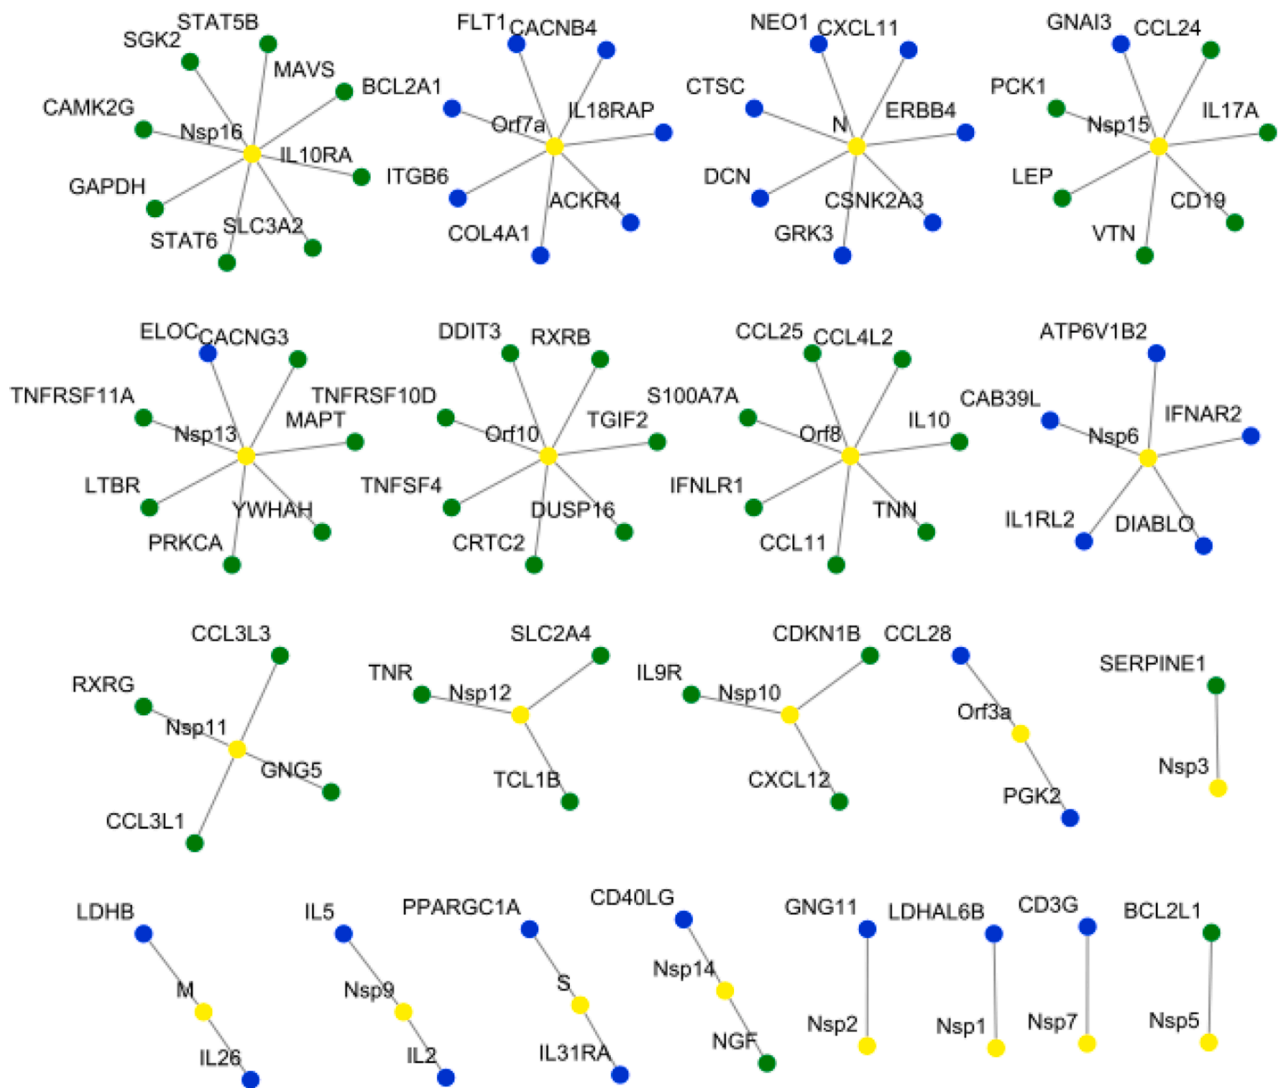 STAT5B
SGK2
MAVS
CAMK2G
Nsp16
IL10RA
GAPDH
STAT6
SLC3A2
FLT1
CACNB4
BCL2A1
Orf7a
IL18RAP
ITGB6
ACKR4
COL4A1
NEO1
CXCL11
CTSC
N
ERBB4
DCN
CSNK2A3
GRK3
GNAI3
CCL24
PCK1
Nsp15
IL17A
LEP
CD19
VTN
ELOC
CACNG3
TNFRSF11A
Nsp13
MAPT
LTBR
YWHAH
PRKCA
DDIT3
RXRB
TNFRSF10D
Orf10
TGIF2
TNFSF4
DUSP16
CRTC2
CCL25
CCL4L2
S100A7A
Orf8
IL10
IFNLR1
TNN
CCL11
ATP6V1B2
CAB39L
Nsp6
IFNAR2
IL1RL2
DIABLO
CCL3L3
RXRG
Nsp11
GNG5
CCL3L1
SLC2A4
TNR
Nsp12
TCL1B
CDKN1B
IL9R
Nsp10
CXCL12
CCL28
Orf3a
PGK2
SERPINE1
Nsp3
LDHB
M
IL26
IL5
Nsp9
IL2
PPARGC1A
S
IL31RA
CD40LG
Nsp14
NGF
GNG11
Nsp2
LDHAL6B
Nsp1
CD3G
Nsp7
BCL2L1
Nsp5